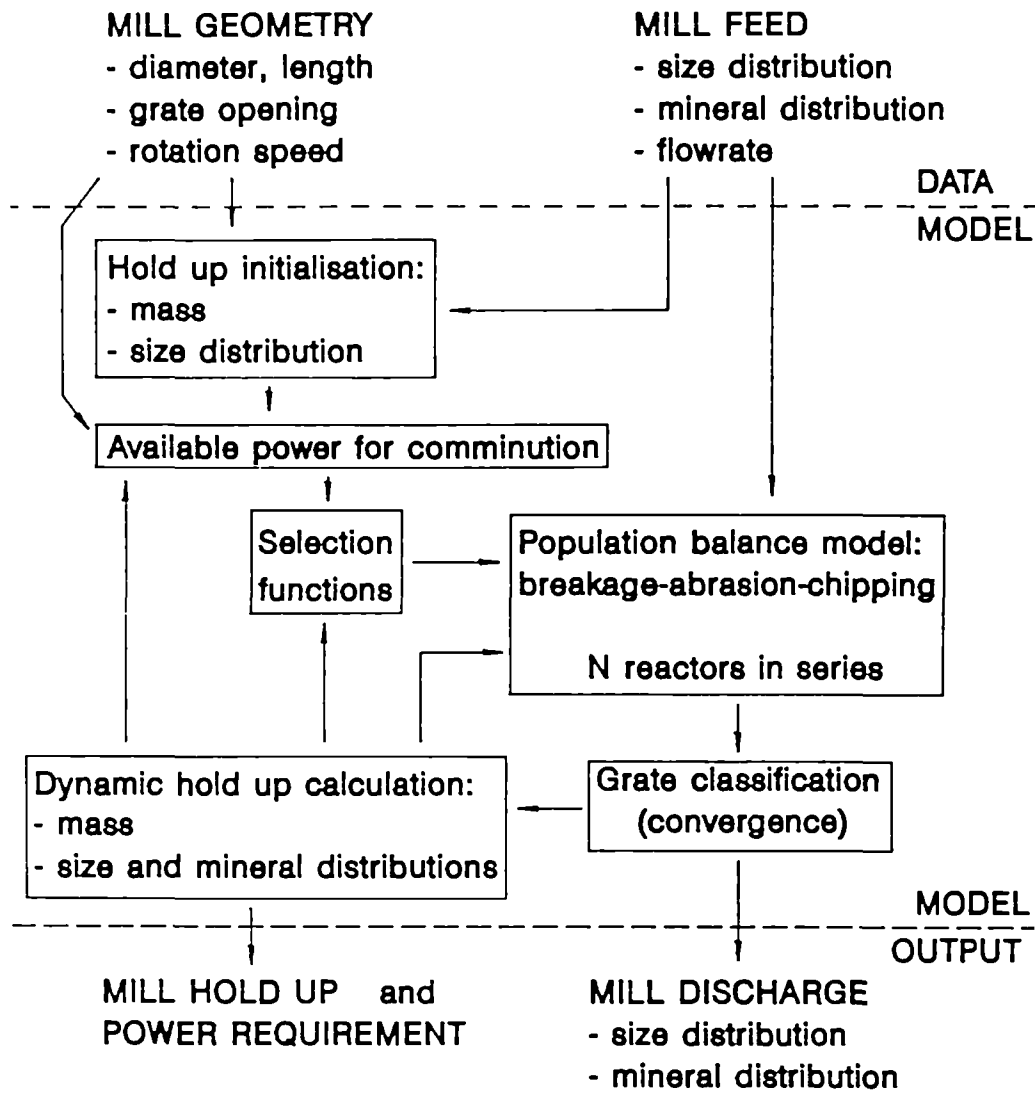 MILL GEOMETRY
- diameter, length
- grate opening
- rotation speed
MILL FEED
- size distribution
- mineral distribution
- flowrate
DATA
MODEL
Hold up initialisation:
- mass
- size distribution
Available power for comminution
Selection
functions
Population balance model:
breakage-abrasion-chipping
N reactors in series
Dynamic hold up calculation:
- mass
- size and mineral distributions
Grate classification
(convergence)
MODEL
OUTPUT
MILL HOLD UP and
POWER REQUIREMENT
MILL DISCHARGE
- size distribution
- mineral distribution